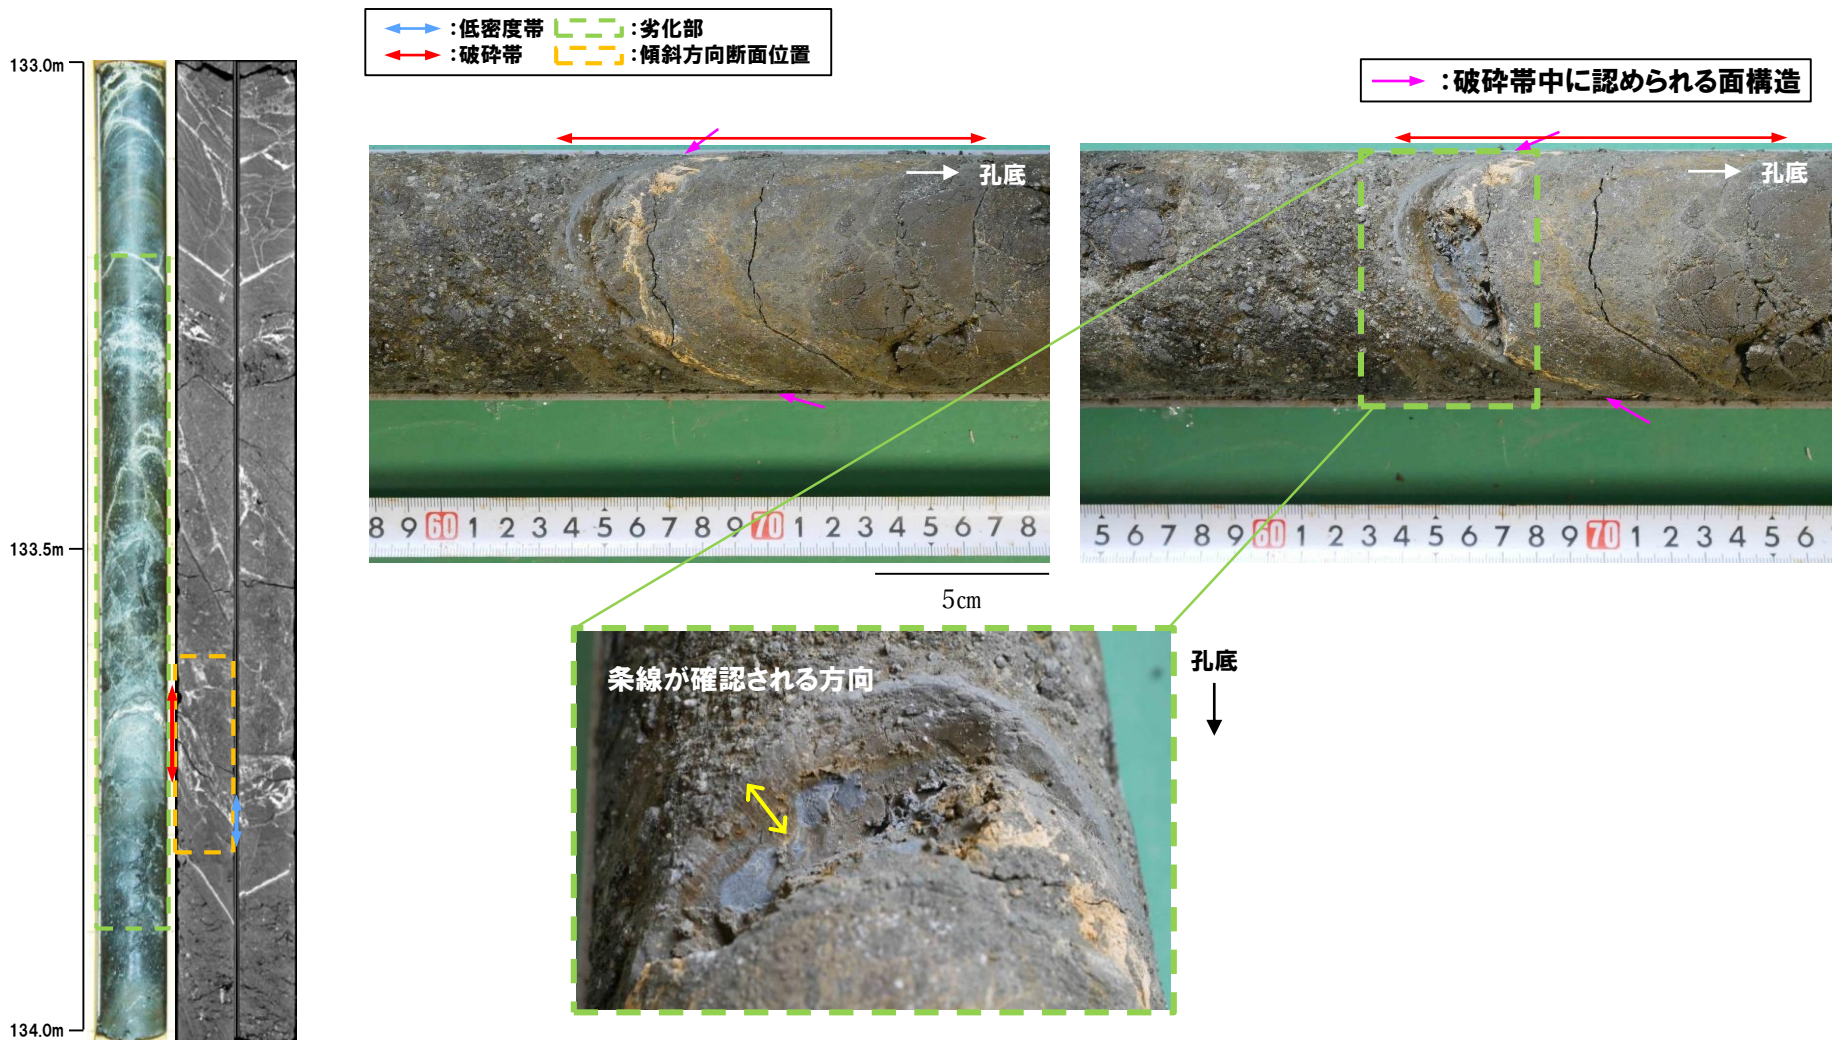 :低密度帯 :劣化部
:破砕帯 :傾斜方向断面位置
:破砕帯中に認められる面構造
133.0m
133.5m
134.0m
孔底
孔底
8 9 60 1 2 3 4 5 6 7 8 9 70 1 2 3 4 5 6 7 8
5 6 7 8 9 60 1 2 3 4 5 6 7 8 9 70 1 2 3 4 5 6
5cm
条線が確認される方向
孔底